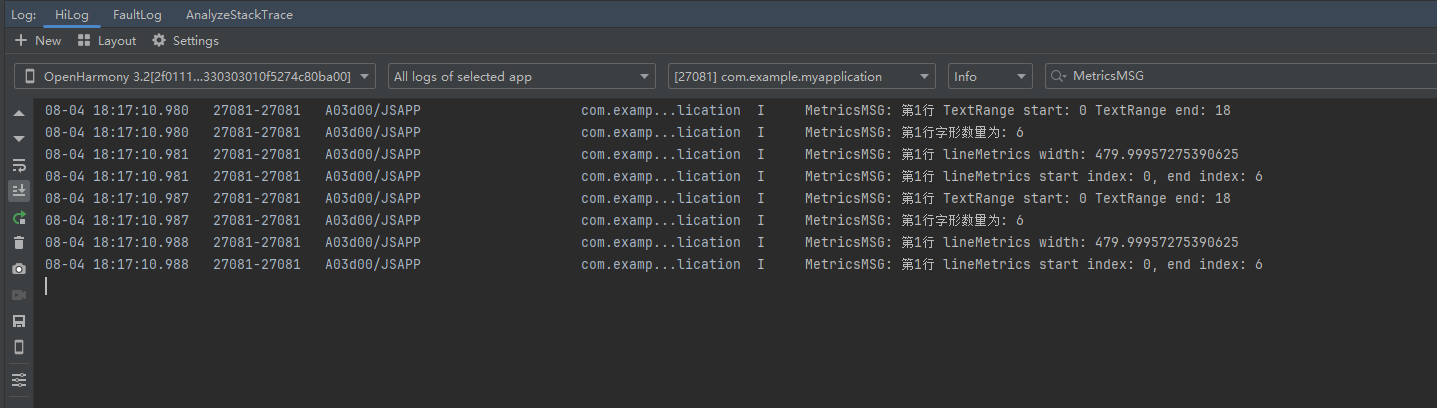 Log: HiLog FaultLog AnalyzeStackTrace
New Layout Settings
OpenHarmony 3.2[2f0111...330303010f5274c80ba00] All logs of selected app [27081] com.example.myapplication Info MetricsMSG
08-04 18:17:10.980 27081-27081 A03d00/JSAPP com.examp...lication I MetricsMSG: 第1行 TextRange start: 0 TextRange end: 18
08-04 18:17:10.980 27081-27081 A03d00/JSAPP com.examp...lication I MetricsMSG: 第1行字形数量为: 6
08-04 18:17:10.981 27081-27081 A03d00/JSAPP com.examp...lication I MetricsMSG: 第1行 lineMetrics width: 479.99957275390625
08-04 18:17:10.981 27081-27081 A03d00/JSAPP com.examp...lication I MetricsMSG: 第1行 lineMetrics start index: 0, end index: 6
08-04 18:17:10.987 27081-27081 A03d00/JSAPP com.examp...lication I MetricsMSG: 第1行 TextRange start: 0 TextRange end: 18
08-04 18:17:10.987 27081-27081 A03d00/JSAPP com.examp...lication I MetricsMSG: 第1行字形数量为: 6
08-04 18:17:10.988 27081-27081 A03d00/JSAPP com.examp...lication I MetricsMSG: 第1行 lineMetrics width: 479.99957275390625
08-04 18:17:10.988 27081-27081 A03d00/JSAPP com.examp...lication I MetricsMSG: 第1行 lineMetrics start index: 0, end index: 6